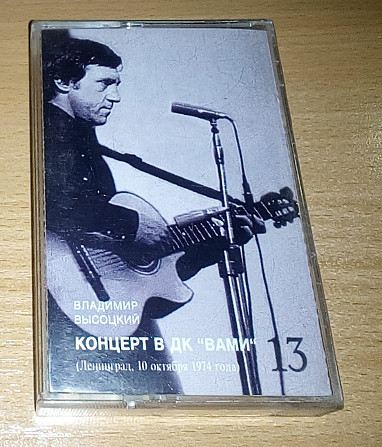 ВЛАДИМИР
ВЫСОЦКИЙ
КОНЦЕРТ В ДК "ВАМИ" 13
(Ленинград, 10 октября 1974 года)